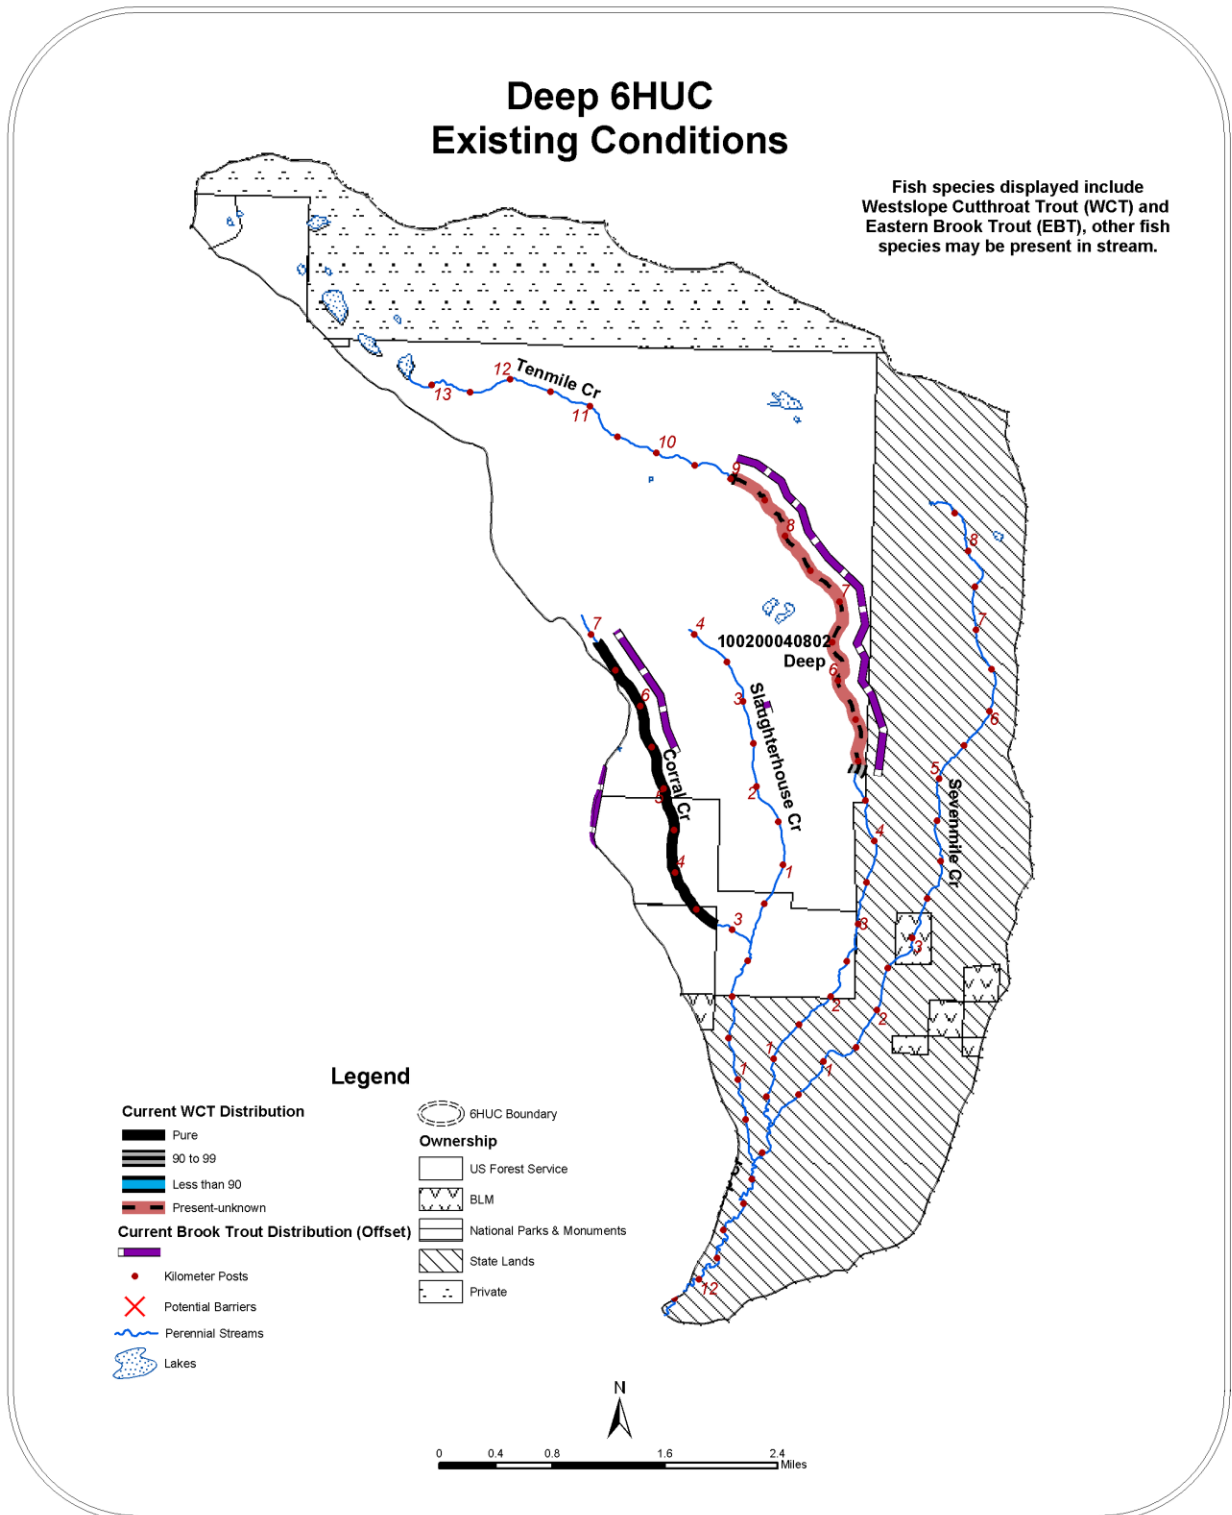 Deep 6HUC
Existing Conditions
Fish species displayed include
Westslope Cutthroat Trout (WCT) and
Eastern Brook Trout (EBT), other fish
species may be present in stream.
Tenmile Cr
13
12
11
10
9
8
7
6
4
3
2
1
100200040802
Deep
Slaughterhouse Cr
4
3
2
1
Corral Cr
7
6
5
4
3
1
Sevenmile Cr
8
7
6
5
3
2
1
12
Legend
Current WCT Distribution
Pure
90 to 99
Less than 90
Present-unknown
Current Brook Trout Distribution (Offset)
Kilometer Posts
Potential Barriers
Perennial Streams
Lakes
6HUC Boundary
Ownership
US Forest Service
BLM
National Parks & Monuments
State Lands
Private
N
0 0.4 0.8 1.6 2.4
Miles